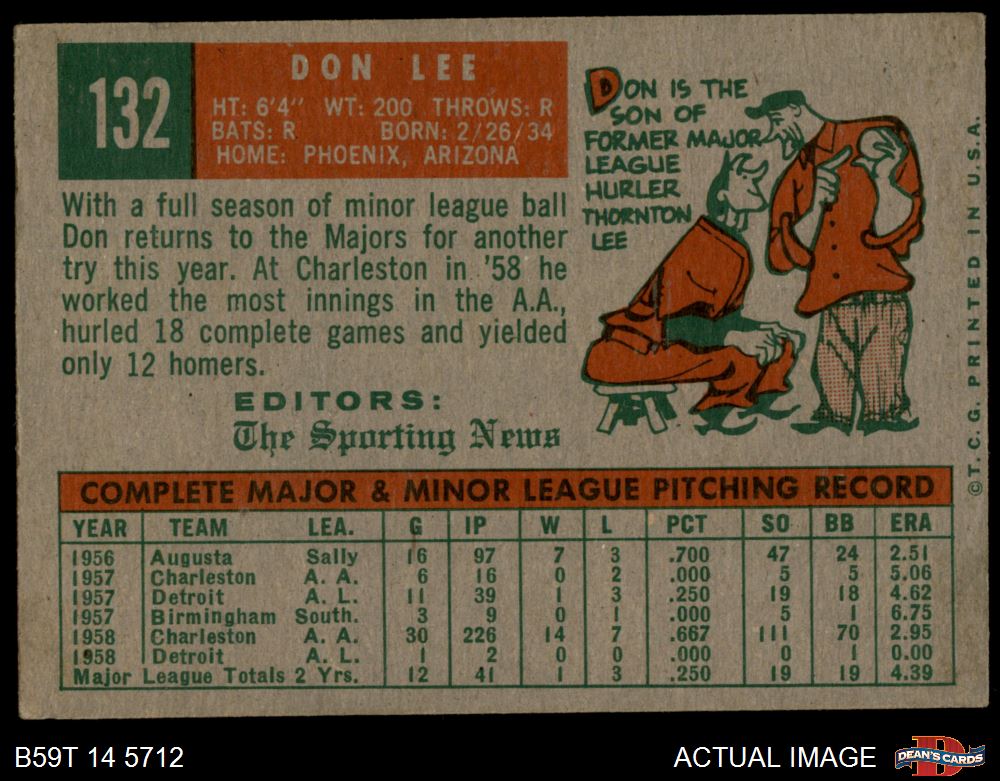 132
DON LEE
HT: 6'4" WT: 200 THROWS: R
BATS: R BORN: 2/26/34
HOME: PHOENIX, ARIZONA
With a full season of minor league ball
Don returns to the Majors for another
try this year. At Charleston in '58 he
worked the most innings in the A.A.,
hurled 18 complete games and yielded
only 12 homers.
EDITORS:
The Sporting News
DON IS THE
SON OF
FORMER MAJOR
LEAGUE
HURLER
THORNTON
LEE
© T. C. G. PRINTED IN U.S.A.
COMPLETE MAJOR & MINOR LEAGUE PITCHING RECORD
YEAR TEAM LEA. G IP W L PCT SO BB ERA
1956 Augusta Sally 16 97 7 3 .700 47 24 2.51
1957 Charleston A. A. 6 16 0 2 .000 5 5 5.06
1957 Detroit A. L. 11 39 1 3 .250 19 18 4.62
1957 Birmingham South. 3 9 0 1 .000 5 1 6.75
1958 Charleston A. A. 30 226 14 7 .667 111 70 2.95
1958 Detroit A. L. 1 2 0 0 .000 0 1 0.00
Major League Totals 2 Yrs. 12 41 1 3 .250 19 19 4.39
B59T 14 5712
ACTUAL IMAGE
D
DEAN'S CARDS